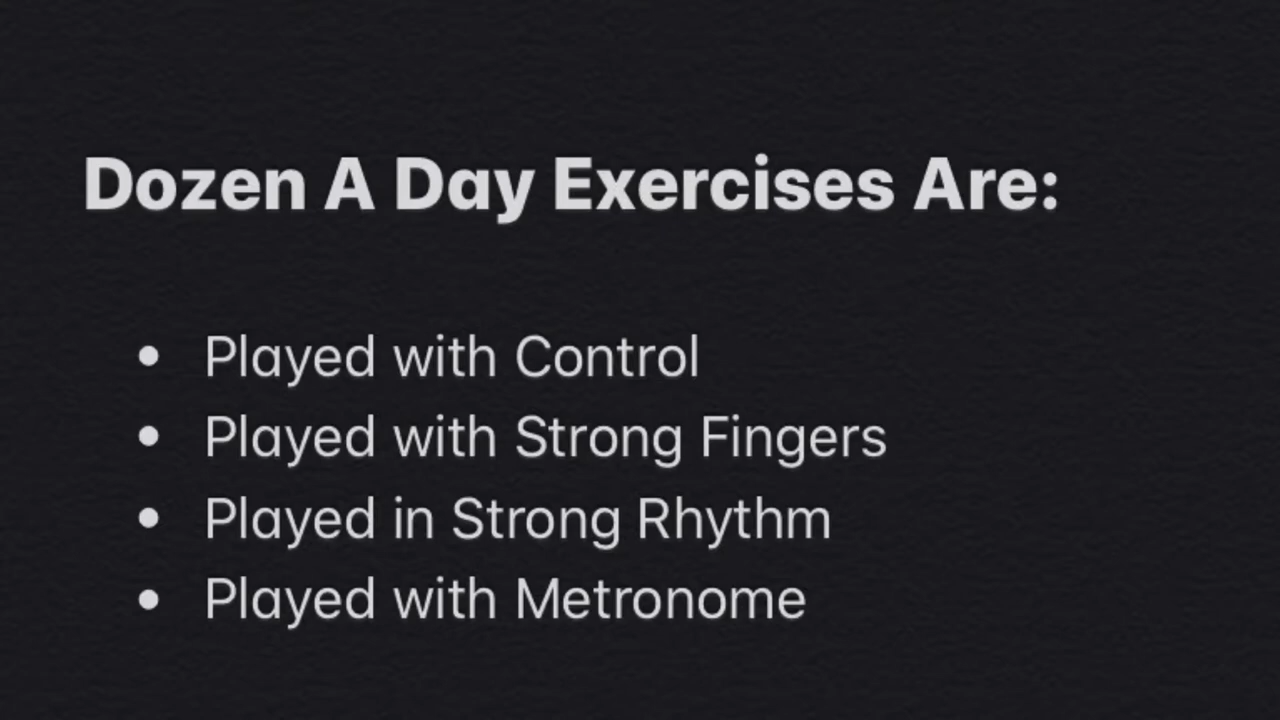 Dozen A Day Exercises Are:
• Played with Control
• Played with Strong Fingers
• Played in Strong Rhythm
• Played with Metronome